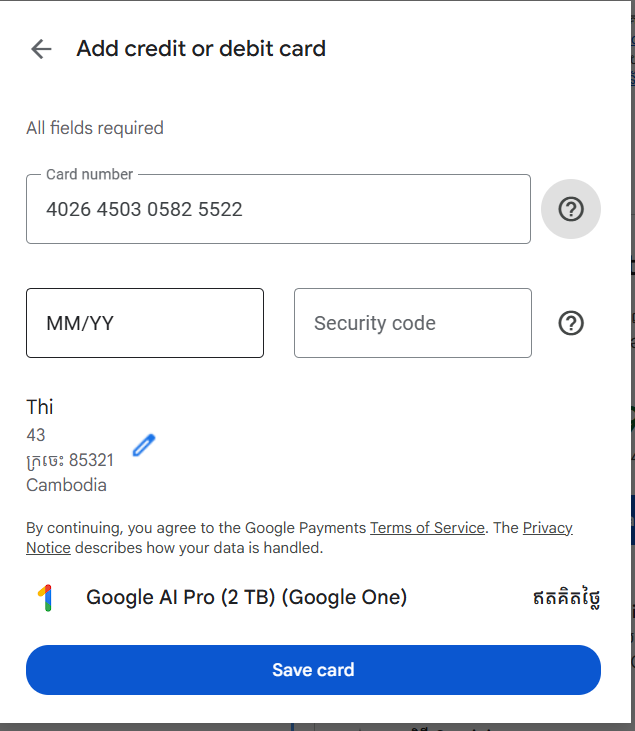 Add credit or debit card
All fields required
Card number
4026 4503 0582 5522
MM/YY
Security code
Thi
43
ក្រចេះ 85321
Cambodia
By continuing, you agree to the Google Payments Terms of Service. The Privacy
Notice describes how your data is handled.
Google AI Pro (2 TB) (Google One)
ឥតគិតថ្លៃ
Save card